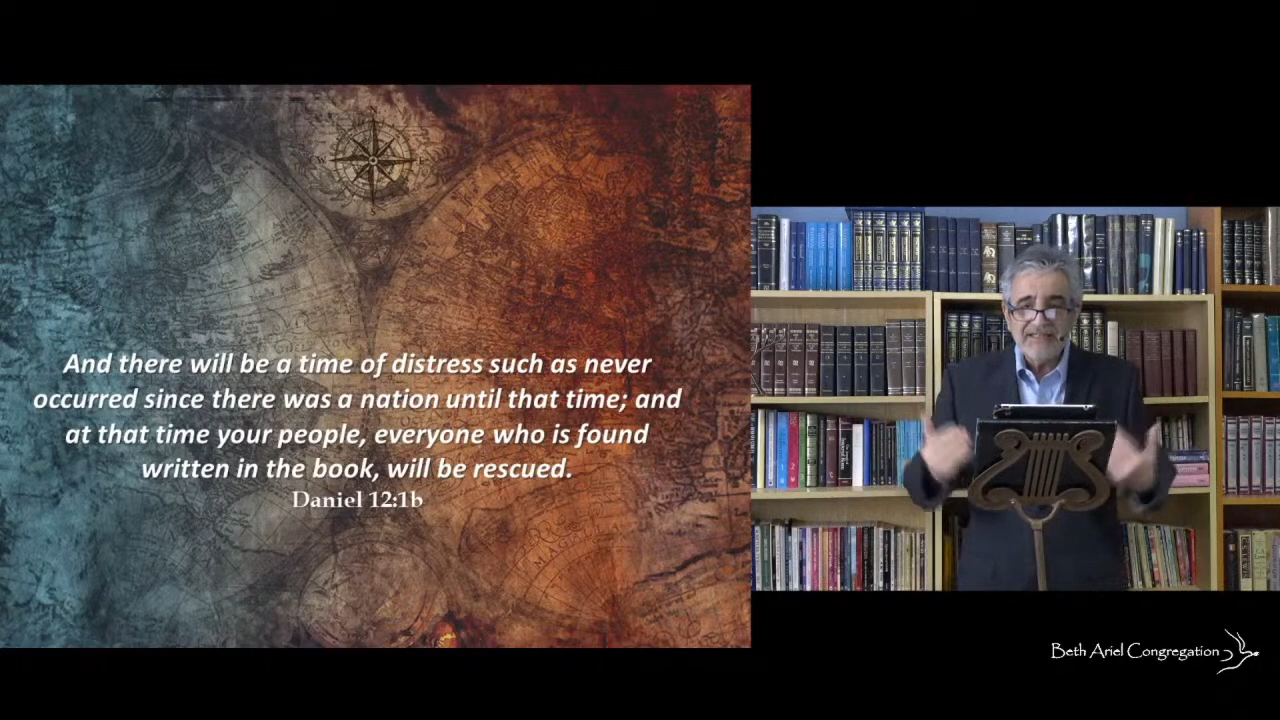 And there will be a time of distress such as never
occurred since there was a nation until that time; and
at that time your people, everyone who is found
written in the book, will be rescued.
Daniel 12:1b
Beth Ariel Congregation